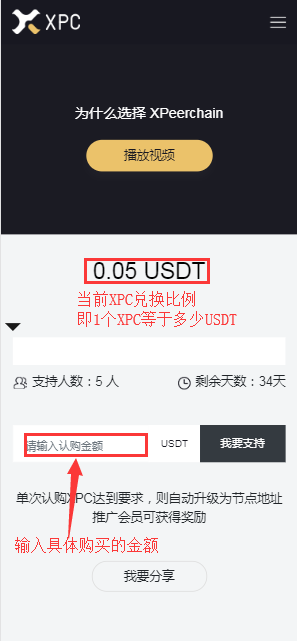 XPC
为什么选择 XPeerchain
播放视频
0.05 USDT
当前XPC兑换比例
即1个XPC等于多少USDT
支持人数：5 人
剩余天数：34天
请输入认购金额
USDT
我要支持
单次认购XPC达到要求，则自动升级为节点地址
推广会员可获得奖励
输入具体购买的金额
我要分享